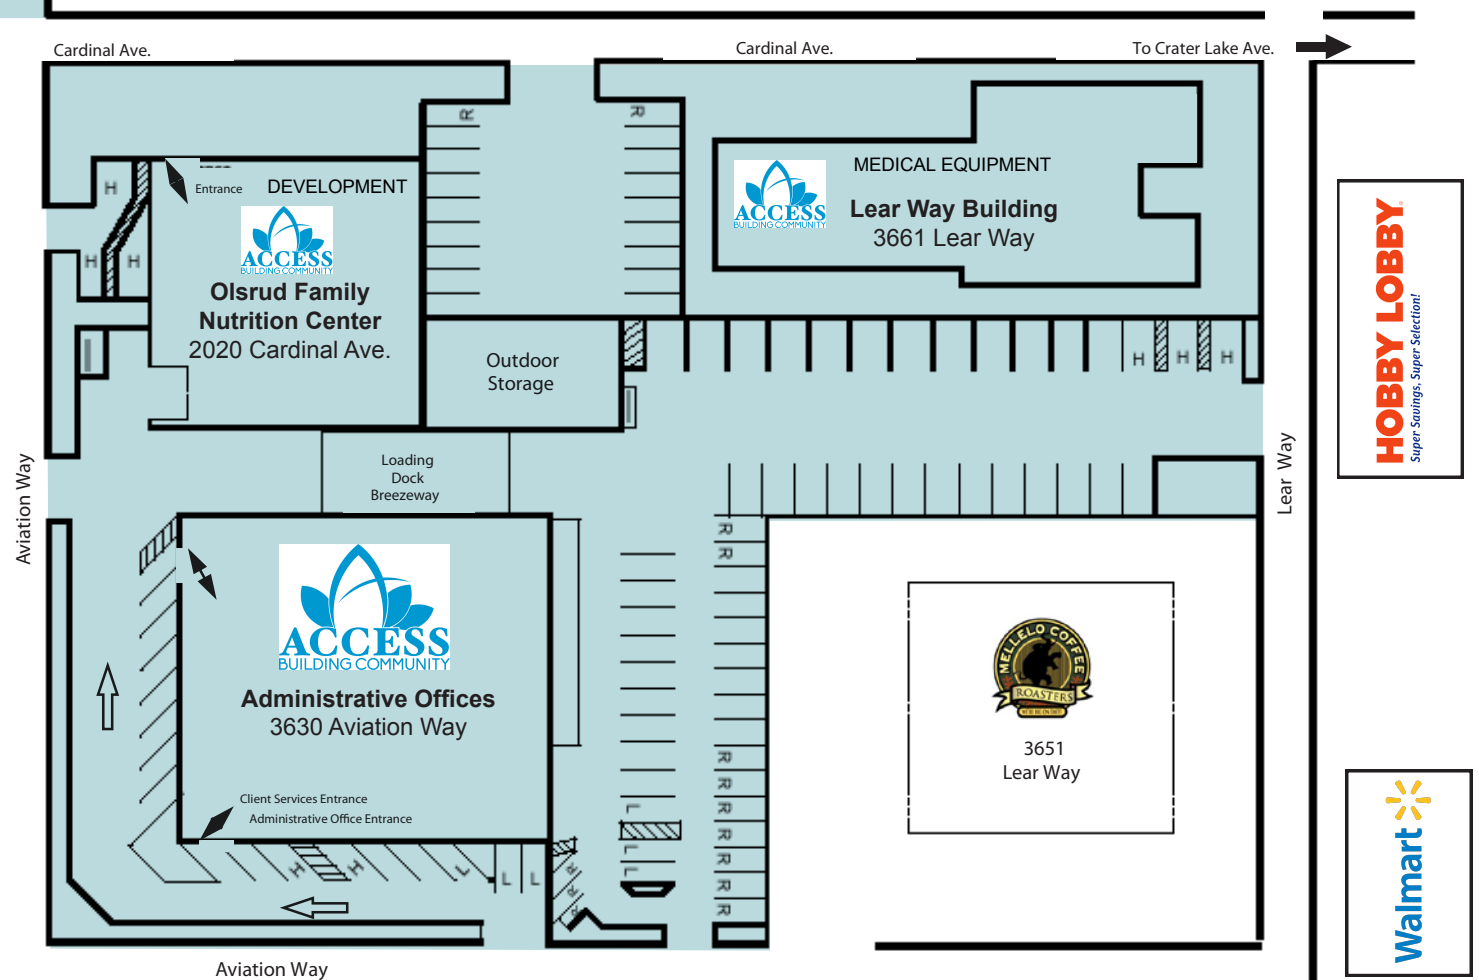 Cardinal Ave.
Cardinal Ave.
To Crater Lake Ave.
R
R
H
Entrance
DEVELOPMENT
ACCESS
BUILDING COMMUNITY
Olsrud Family
Nutrition Center
2020 Cardinal Ave.
H
H
MEDICAL EQUIPMENT
ACCESS
BUILDING COMMUNITY
Lear Way Building
3661 Lear Way
HOBBY LOBBY
Super Savings, Super Selection!
Outdoor
Storage
H
H
H
Loading
Dock
Breezeway
Aviation Way
Lear Way
R
R
ACCESS
BUILDING COMMUNITY
Administrative Offices
3630 Aviation Way
MELLELO COFFEE
ROASTERS
3651
Lear Way
Client Services Entrance
Administrative Office Entrance
H
H
L
L
L
R
R
R
L
L
L
R
R
R
R
R
R
R
Walmart
Aviation Way